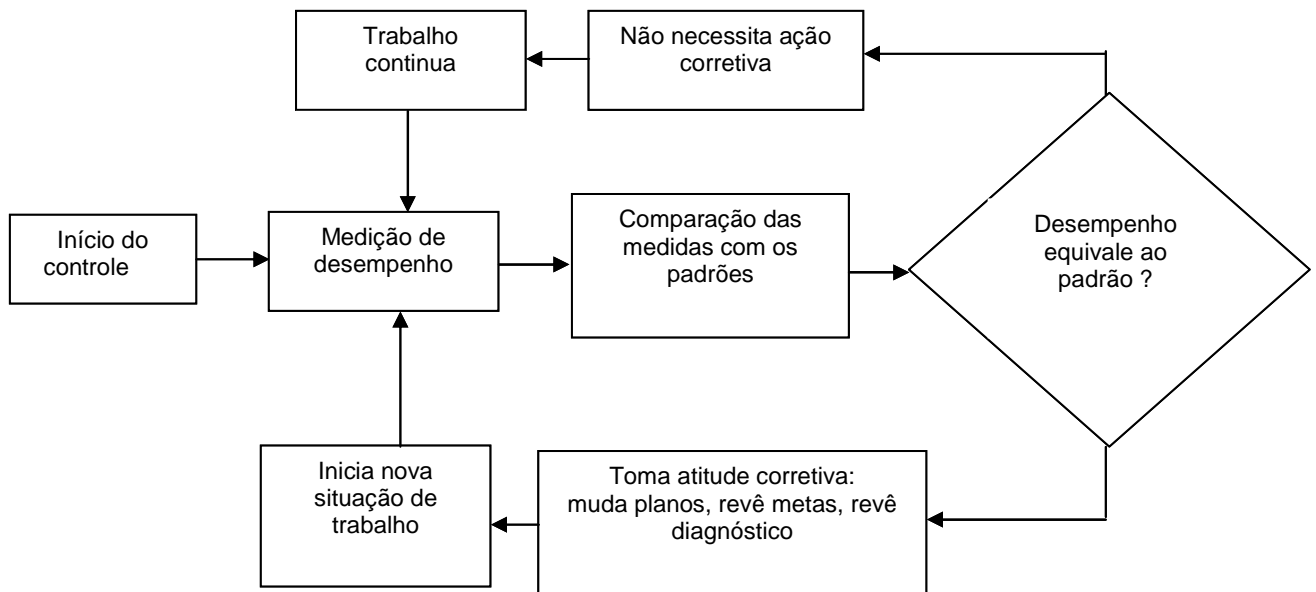 Trabalho
continua
Não necessita ação
corretiva
Início do
controle
Medição de
desempenho
Comparação das
medidas com os
padrões
Desempenho
equivale ao
padrão ?
Inicia nova
situação de
trabalho
Toma atitude corretiva:
muda planos, revê metas, revê
diagnóstico